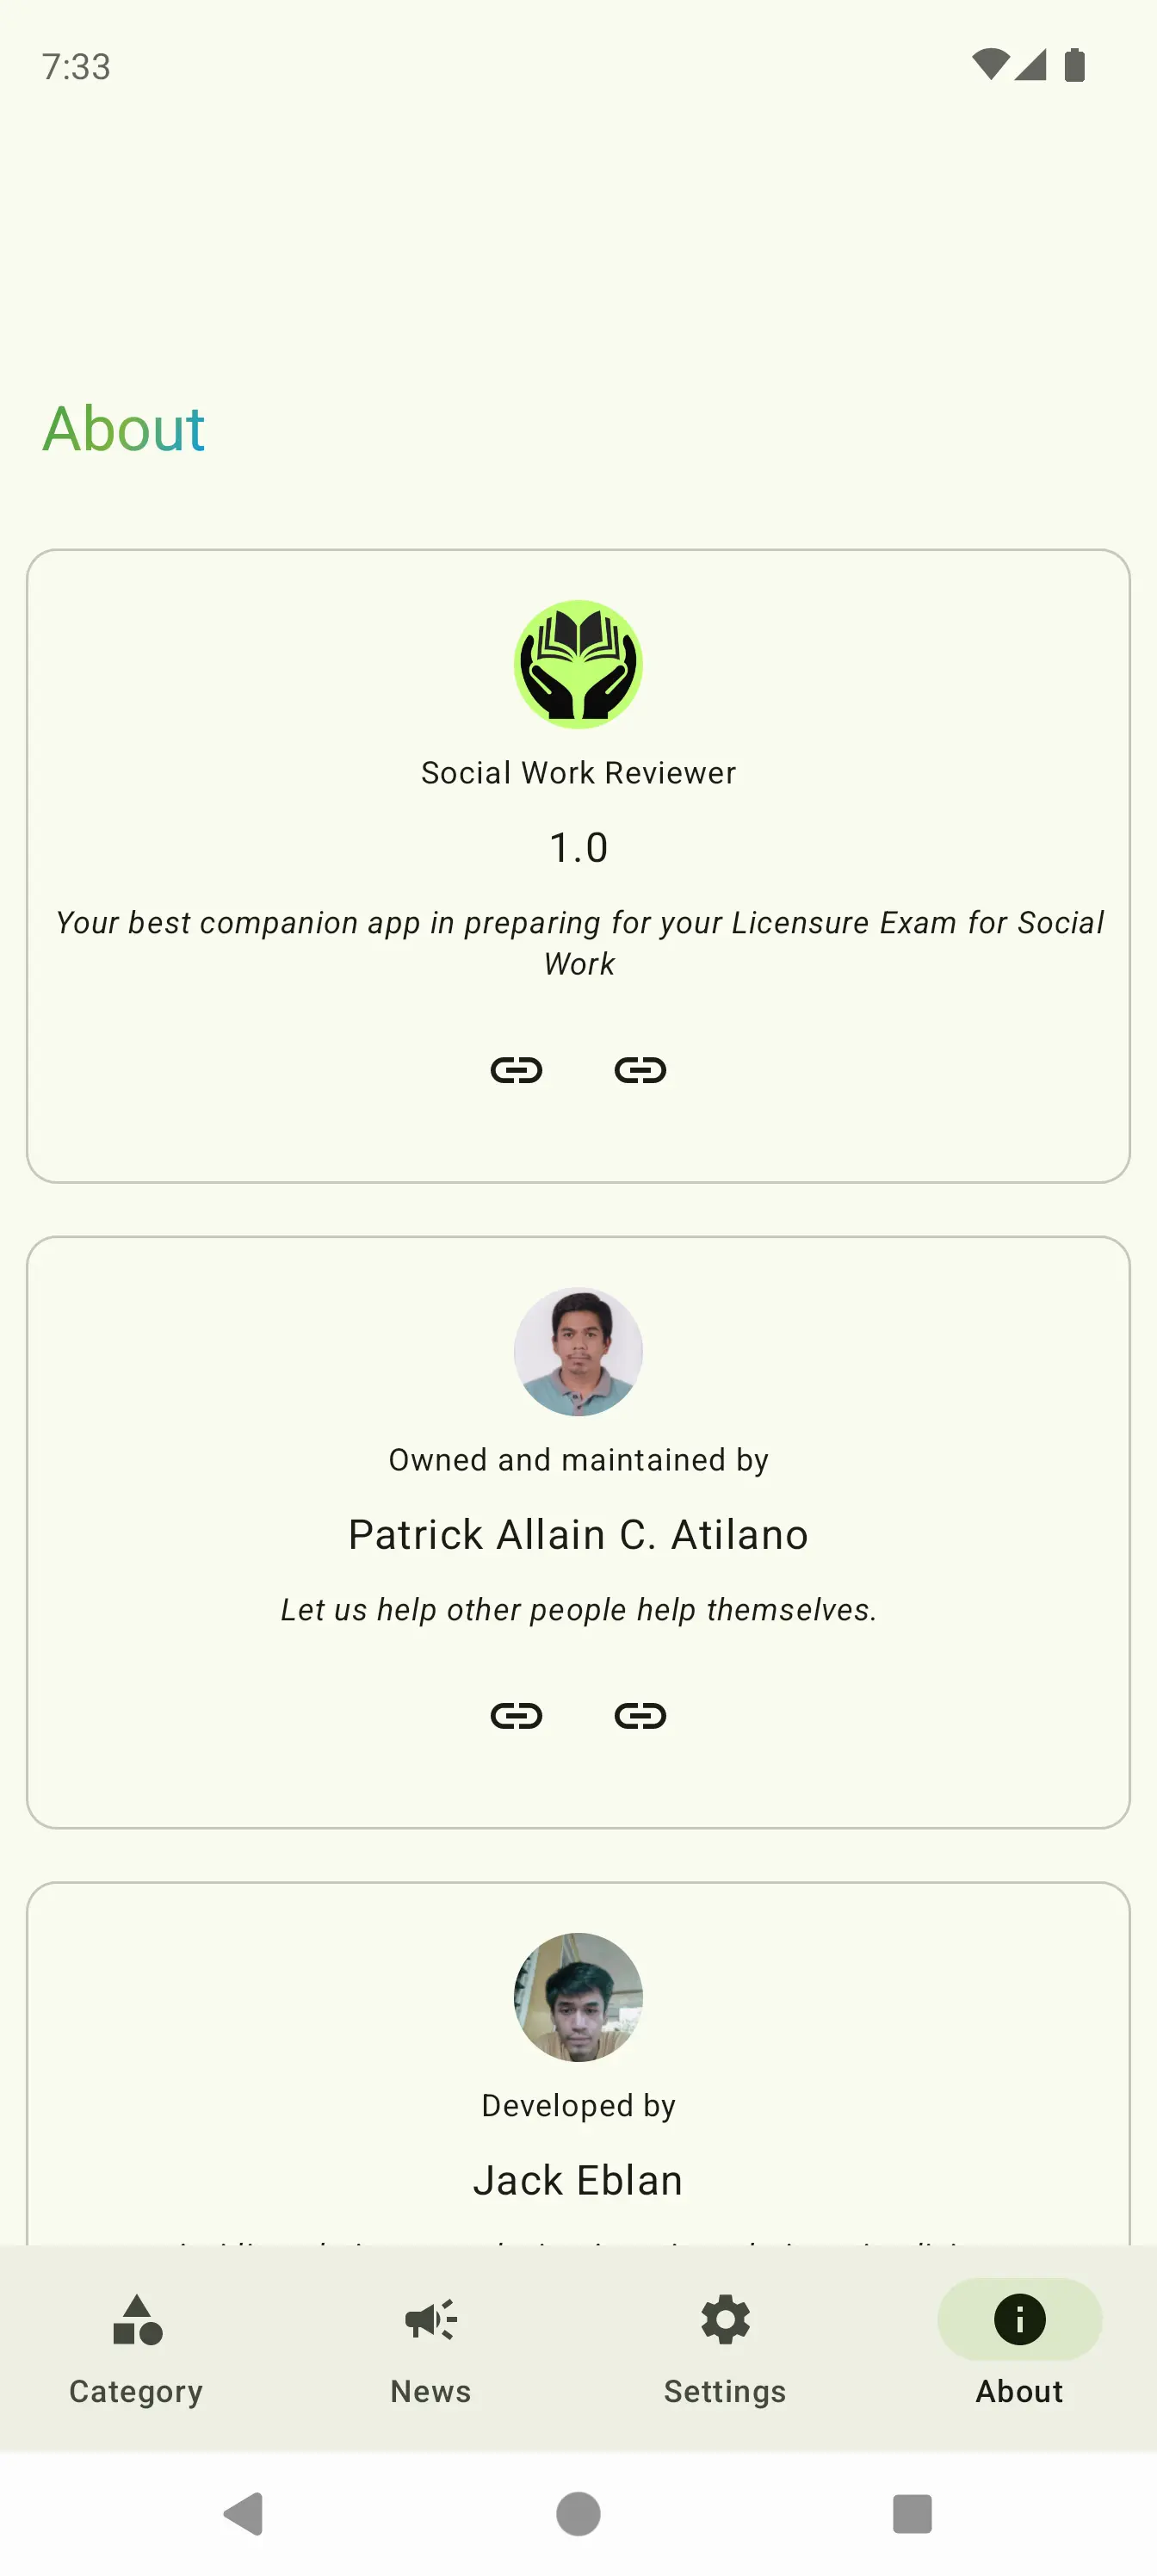 7:33
About
Social Work Reviewer
1.0
Your best companion app in preparing for your Licensure Exam for Social
Work
Owned and maintained by
Patrick Allain C. Atilano
Let us help other people help themselves.
Developed by
Jack Eblan
Category
News
Settings
About